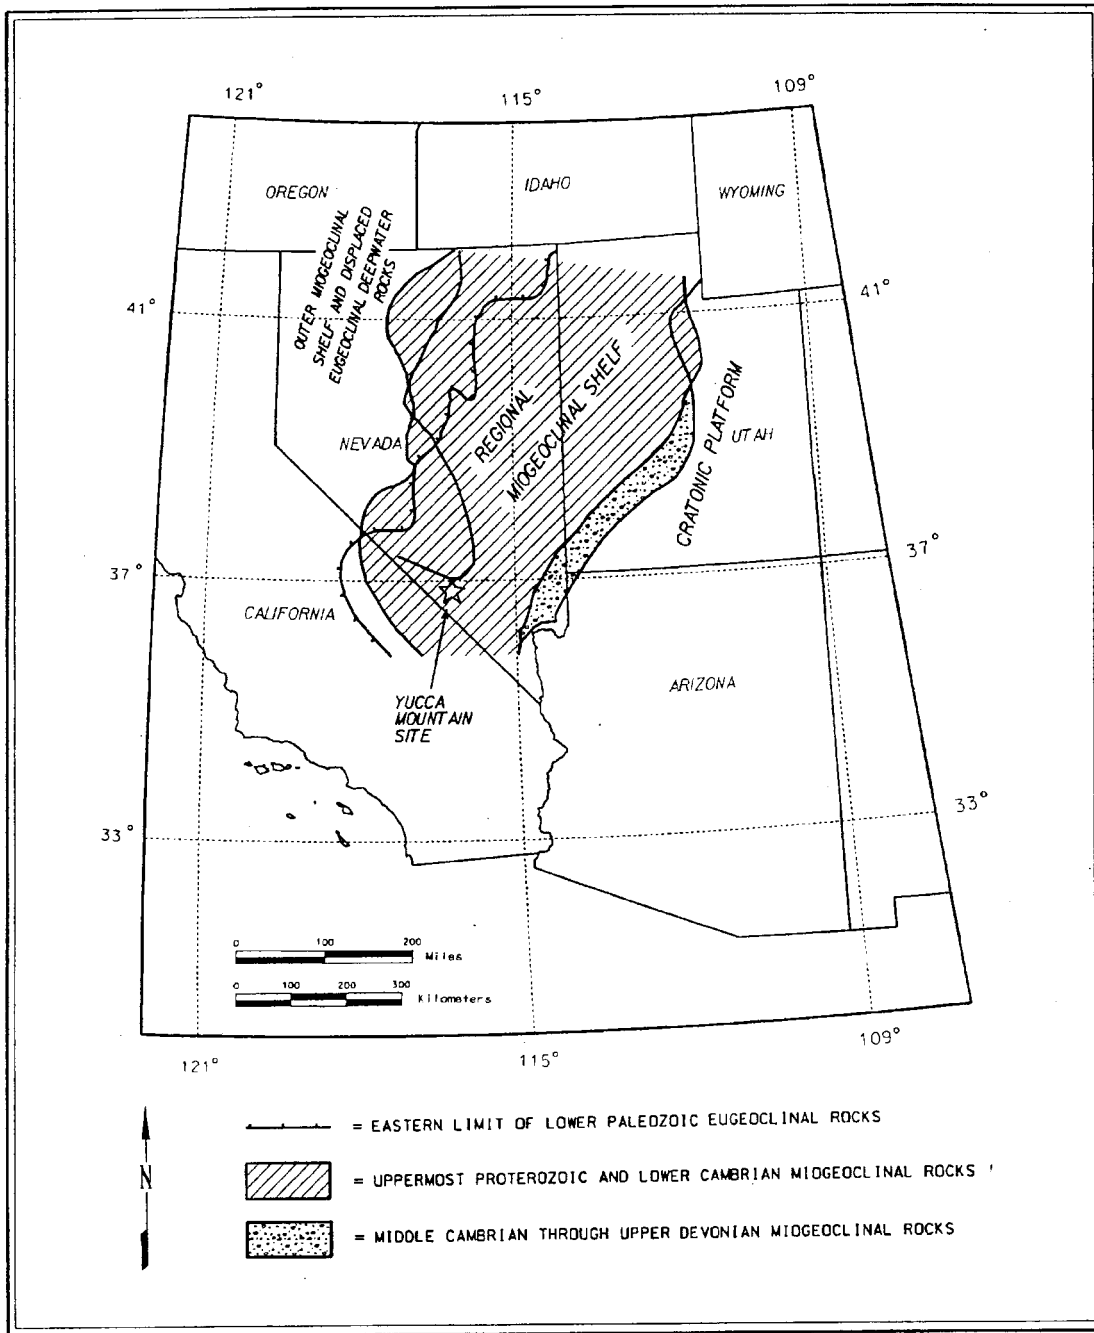 121°
115°
109°
OREGON
IDAHO
WYOMING
OUTER MIOGEOCLINAL
SHELF AND DISPLACED
EUGEOCLINAL DEEPWATER
ROCKS
41°
41°
REGIONAL
MIOGEOCLINAL SHELF
NEVADA
CRATONIC PLATFORM
UTAH
37°
37°
CALIFORNIA
YUCCA
MOUNTAIN
SITE
ARIZONA
33°
33°
0 100 200
Miles
0 100 200 300
Kilometers
121°
115°
109°
N
= EASTERN LIMIT OF LOWER PALEOZOIC EUGEOCLINAL ROCKS
= UPPERMOST PROTEROZOIC AND LOWER CAMBRIAN MIOGEOCLINAL ROCKS
= MIDDLE CAMBRIAN THROUGH UPPER DEVONIAN MIOGEOCLINAL ROCKS